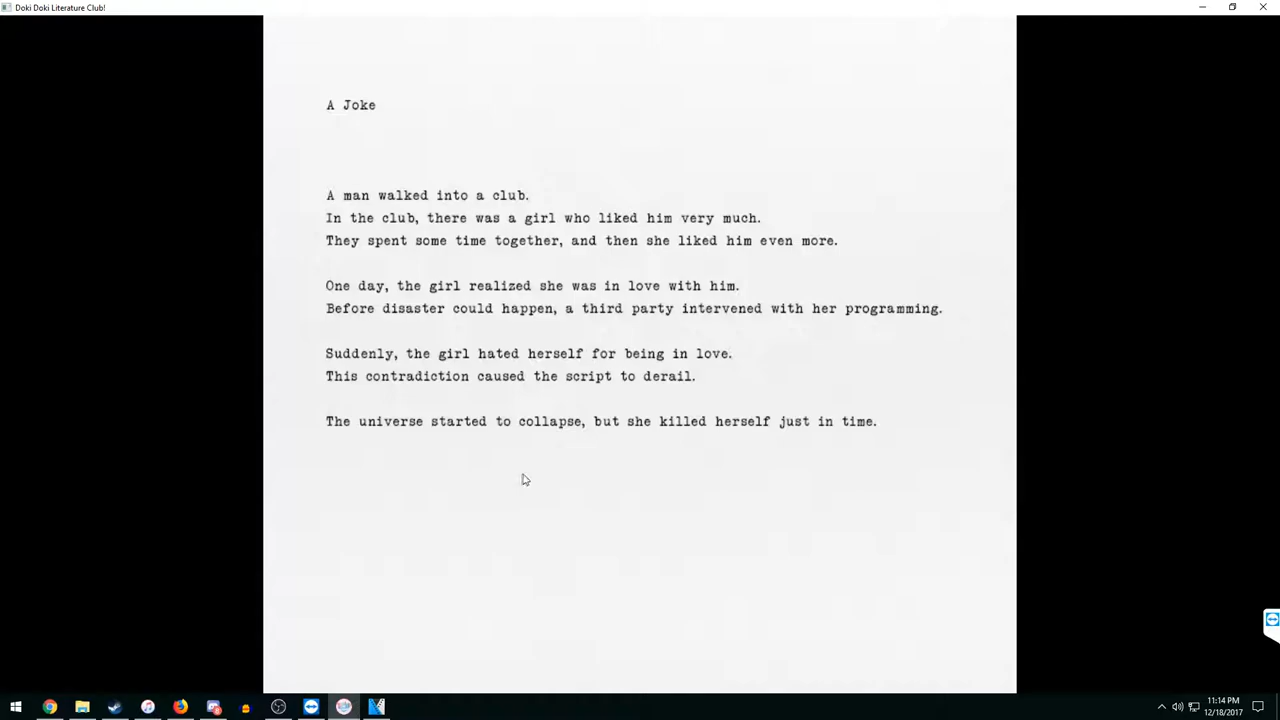 Doki Doki Literature Club!
A Joke
A man walked into a club.
In the club, there was a girl who liked him very much.
They spent some time together, and then she liked him even more.
One day, the girl realized she was in love with him.
Before disaster could happen, a third party intervened with her programming.
Suddenly, the girl hated herself for being in love.
This contradiction caused the script to derail.
The universe started to collapse, but she killed herself just in time.
11:14 PM
12/18/2017